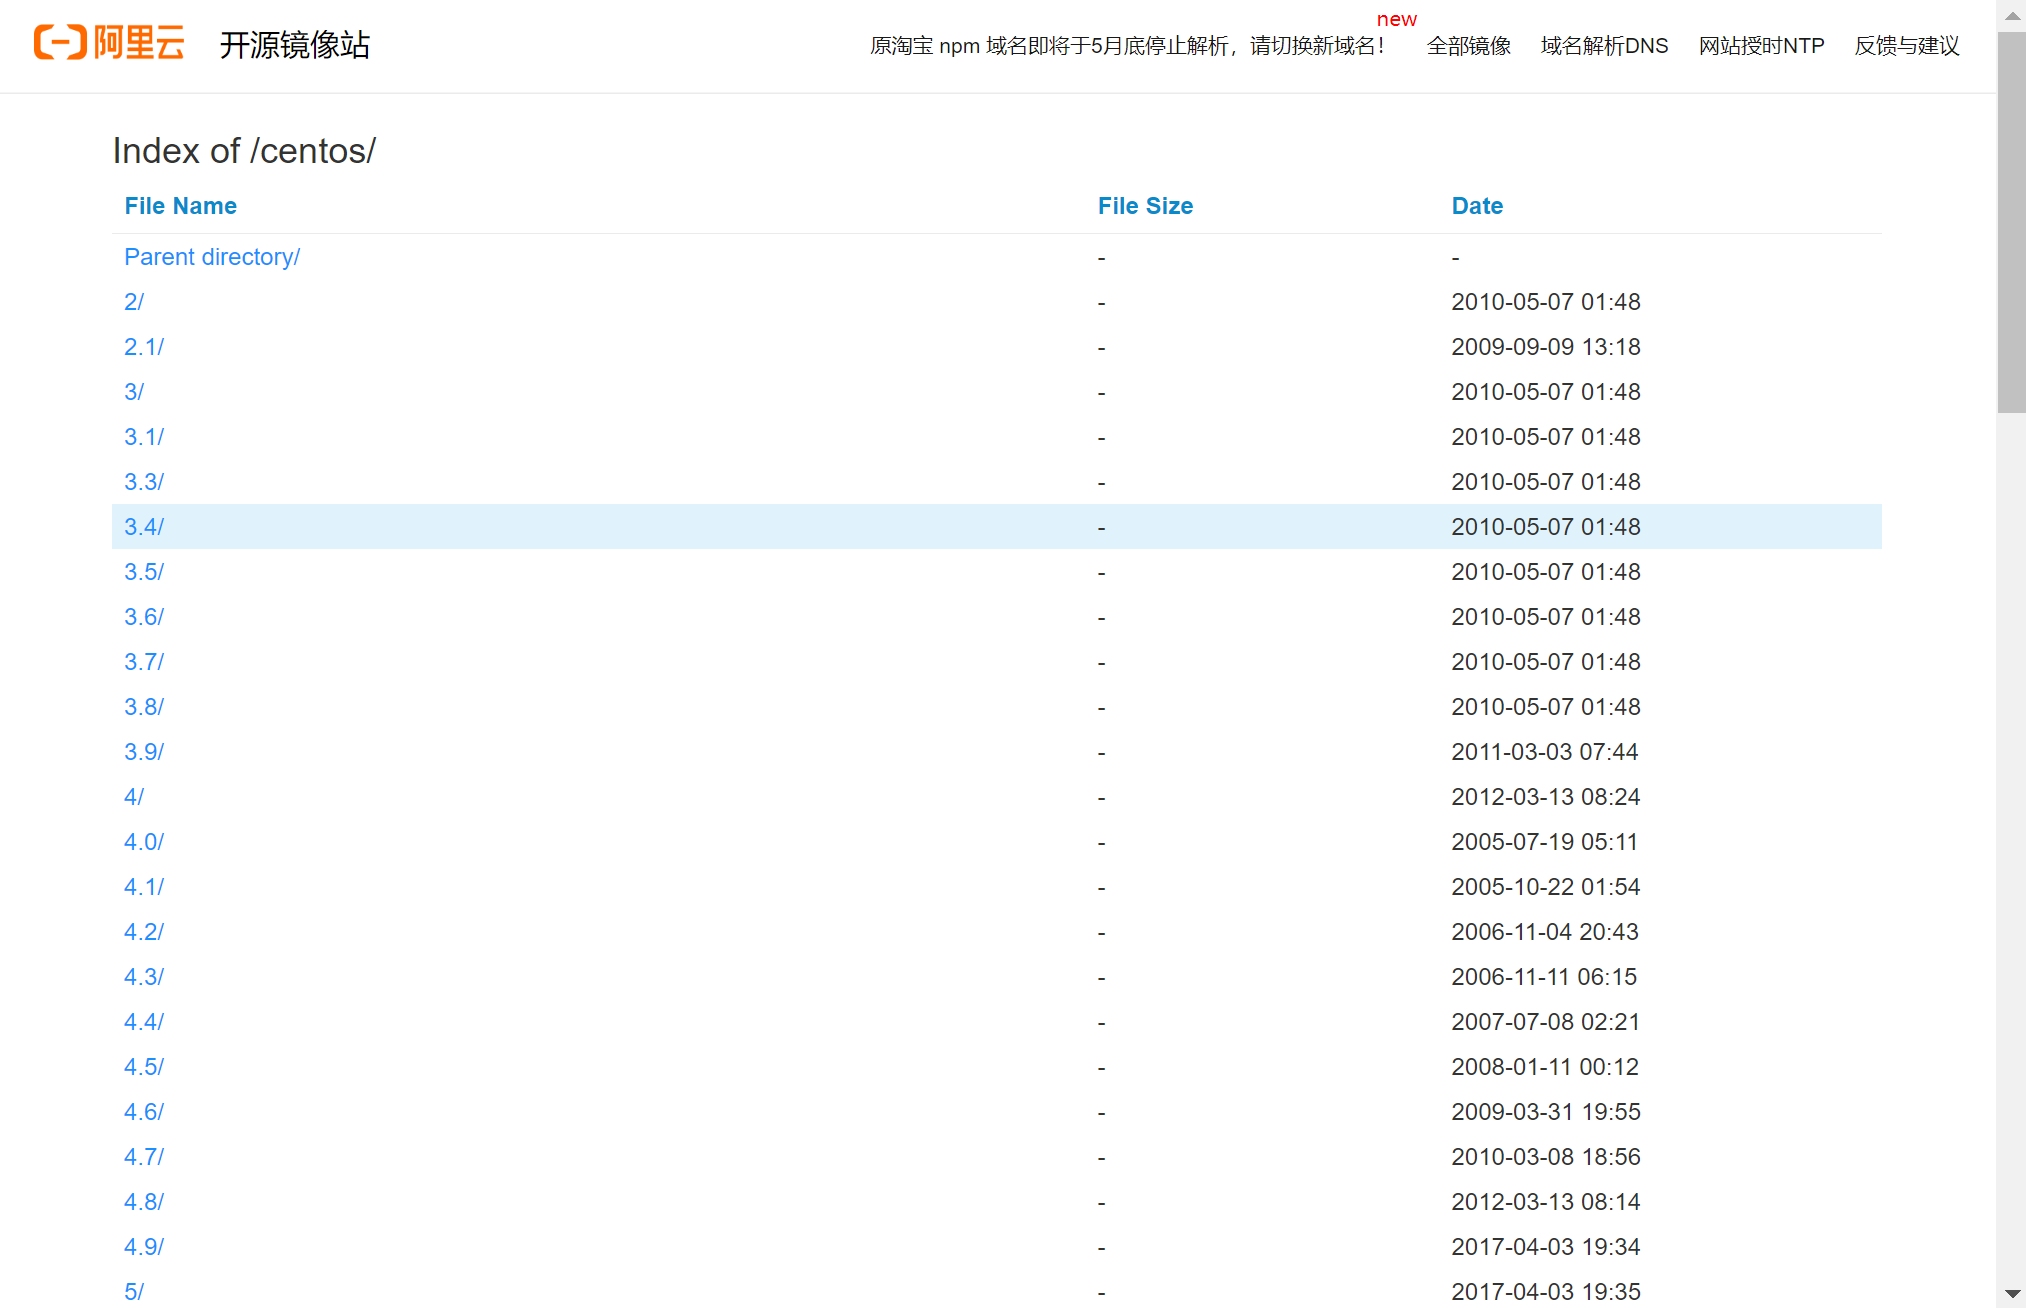 阿里云 开源镜像站 原淘宝 npm 域名即将于5月底停止解析，请切换新域名！ new 全部镜像 域名解析DNS 网站授时NTP 反馈与建议
Index of /centos/
File Name File Size Date
Parent directory/ - -
2/ - 2010-05-07 01:48
2.1/ - 2009-09-09 13:18
3/ - 2010-05-07 01:48
3.1/ - 2010-05-07 01:48
3.3/ - 2010-05-07 01:48
3.4/ - 2010-05-07 01:48
3.5/ - 2010-05-07 01:48
3.6/ - 2010-05-07 01:48
3.7/ - 2010-05-07 01:48
3.8/ - 2010-05-07 01:48
3.9/ - 2011-03-03 07:44
4/ - 2012-03-13 08:24
4.0/ - 2005-07-19 05:11
4.1/ - 2005-10-22 01:54
4.2/ - 2006-11-04 20:43
4.3/ - 2006-11-11 06:15
4.4/ - 2007-07-08 02:21
4.5/ - 2008-01-11 00:12
4.6/ - 2009-03-31 19:55
4.7/ - 2010-03-08 18:56
4.8/ - 2012-03-13 08:14
4.9/ - 2017-04-03 19:34
5/ - 2017-04-03 19:35